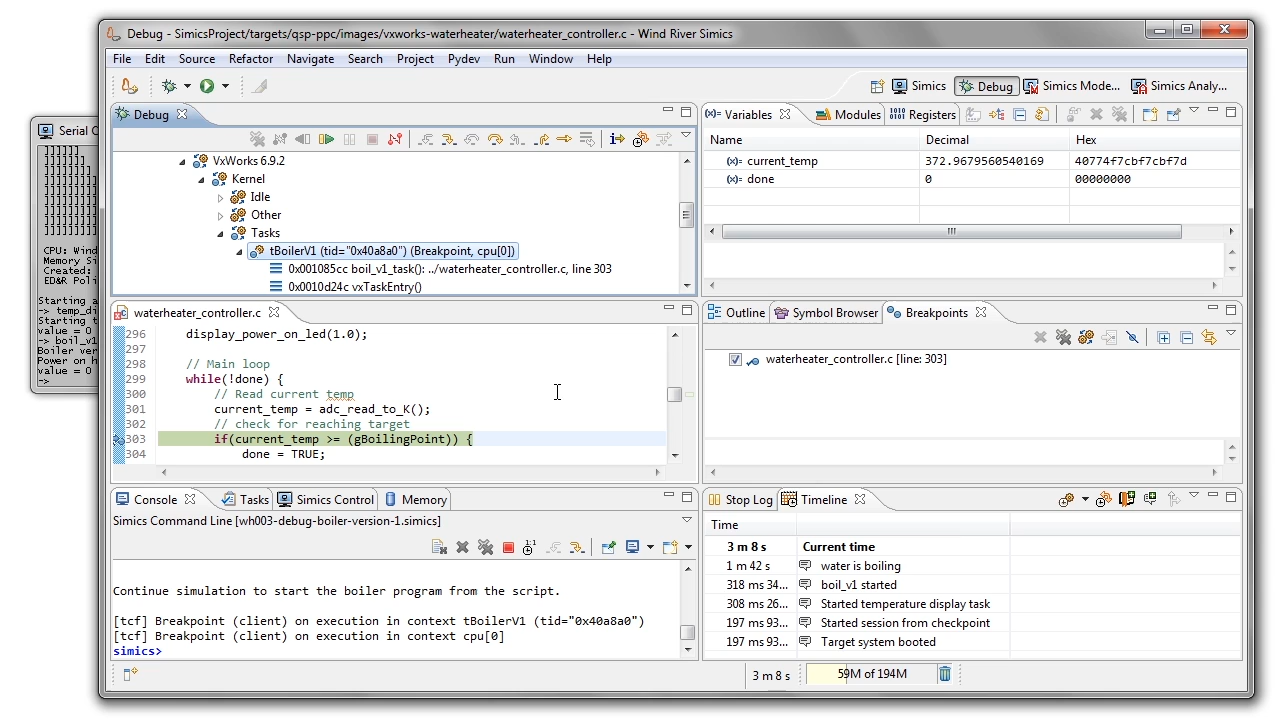 Debug - SimicsProject/targets/qsp-ppc/images/vxworks-waterheater/waterheater_controller.c - Wind River Simics
File Edit Source Refactor Navigate Search Project Pydev Run Window Help
Simics Debug Simics Mode... Simics Analy...
Serial C
]]]]]]
]]]]]]]
]]]]]]]]
]]]]]]]]
]]]]]]]]
]]]]]]]]
]]]]]]]]
]]]]]]]]
]]]]]]]]
CPU: Wind
Memory Si
Created:
ED&R Poli
Starting a
-> temp_di
Starting t
value = 0
-> boil_v1
Boiler ver
Power on h
value = 0
->
Debug
VxWorks 6.9.2
Kernel
Idle
Other
Tasks
tBoilerV1 (tid="0x40a8a0") (Breakpoint, cpu[0])
0x001085cc boil_v1_task(): ../waterheater_controller.c, line 303
0x0010d24c vxTaskEntry()
Variables Modules Registers
Name Decimal Hex
current_temp 372.9679560540169 40774f7cbf7cbf7d
done 0 00000000
waterheater_controller.c
296 display_power_on_led(1.0);
297
298 // Main loop
299 while(!done) {
300 // Read current temp
301 current_temp = adc_read_to_K();
302 // check for reaching target
303 if(current_temp >= (gBoilingPoint)) {
304 done = TRUE;
Outline Symbol Browser Breakpoints
waterheater_controller.c [line: 303]
Console Tasks Simics Control Memory
Simics Command Line [wh003-debug-boiler-version-1.simics]
Continue simulation to start the boiler program from the script.
[tcf] Breakpoint (client) on execution in context tBoilerV1 (tid="0x40a8a0")
[tcf] Breakpoint (client) on execution in context cpu[0]
simics>
Stop Log Timeline
Time
3 m 8 s Current time
1 m 42 s water is boiling
318 ms 34... boil_v1 started
308 ms 26... Started temperature display task
197 ms 93... Started session from checkpoint
197 ms 93... Target system booted
3 m 8 s 59M of 194M